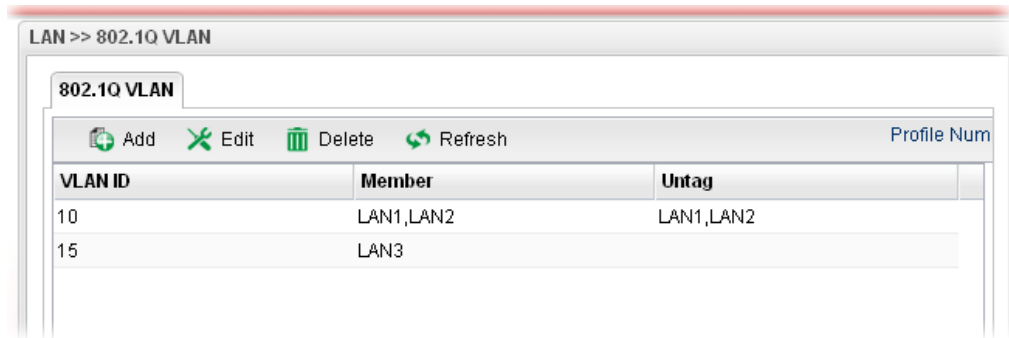 LAN >> 802.1Q VLAN
802.1Q VLAN
Add Edit Delete Refresh Profile Num
VLAN ID Member Untag
10 LAN1,LAN2 LAN1,LAN2
15 LAN3